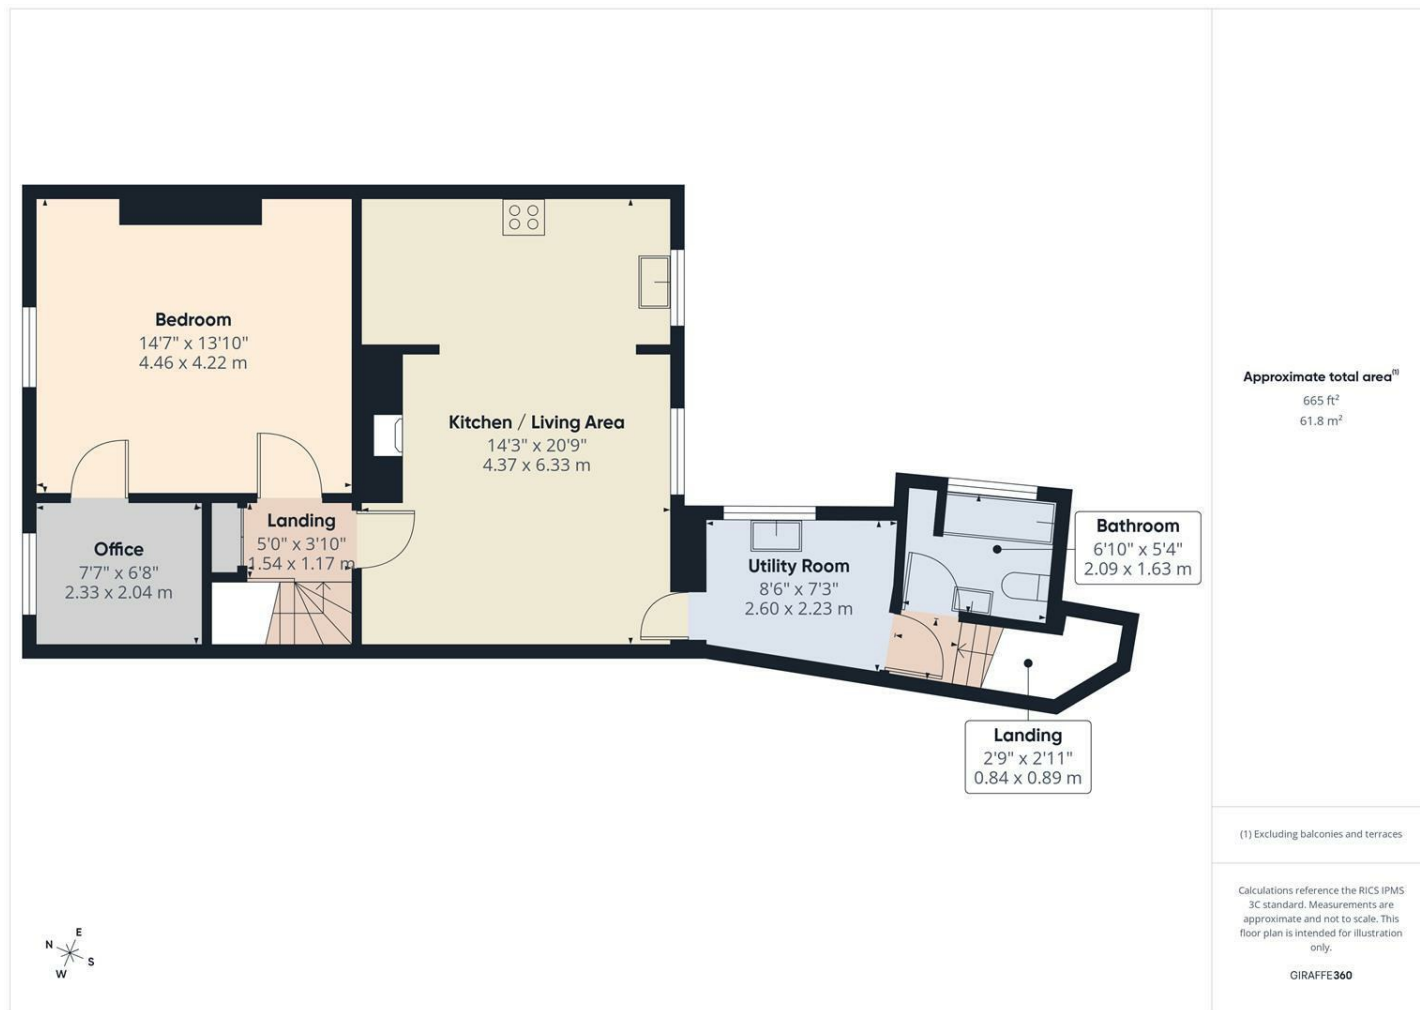 Bedroom
14'7" x 13'10"
4.46 x 4.22 m
Kitchen / Living Area
14'3" x 20'9"
4.37 x 6.33 m
Landing
5'0" x 3'10"
1.54 x 1.17 m
Office
7'7" x 6'8"
2.33 x 2.04 m
Utility Room
8'6" x 7'3"
2.60 x 2.23 m
Bathroom
6'10" x 5'4"
2.09 x 1.63 m
Landing
2'9" x 2'11"
0.84 x 0.89 m
N E S W
Approximate total area(1)
665 ft²
61.8 m²
(1) Excluding balconies and terraces
Calculations reference the RICS IPMS
3C standard. Measurements are
approximate and not to scale. This
floor plan is intended for illustration
only.
GIRAFFE360